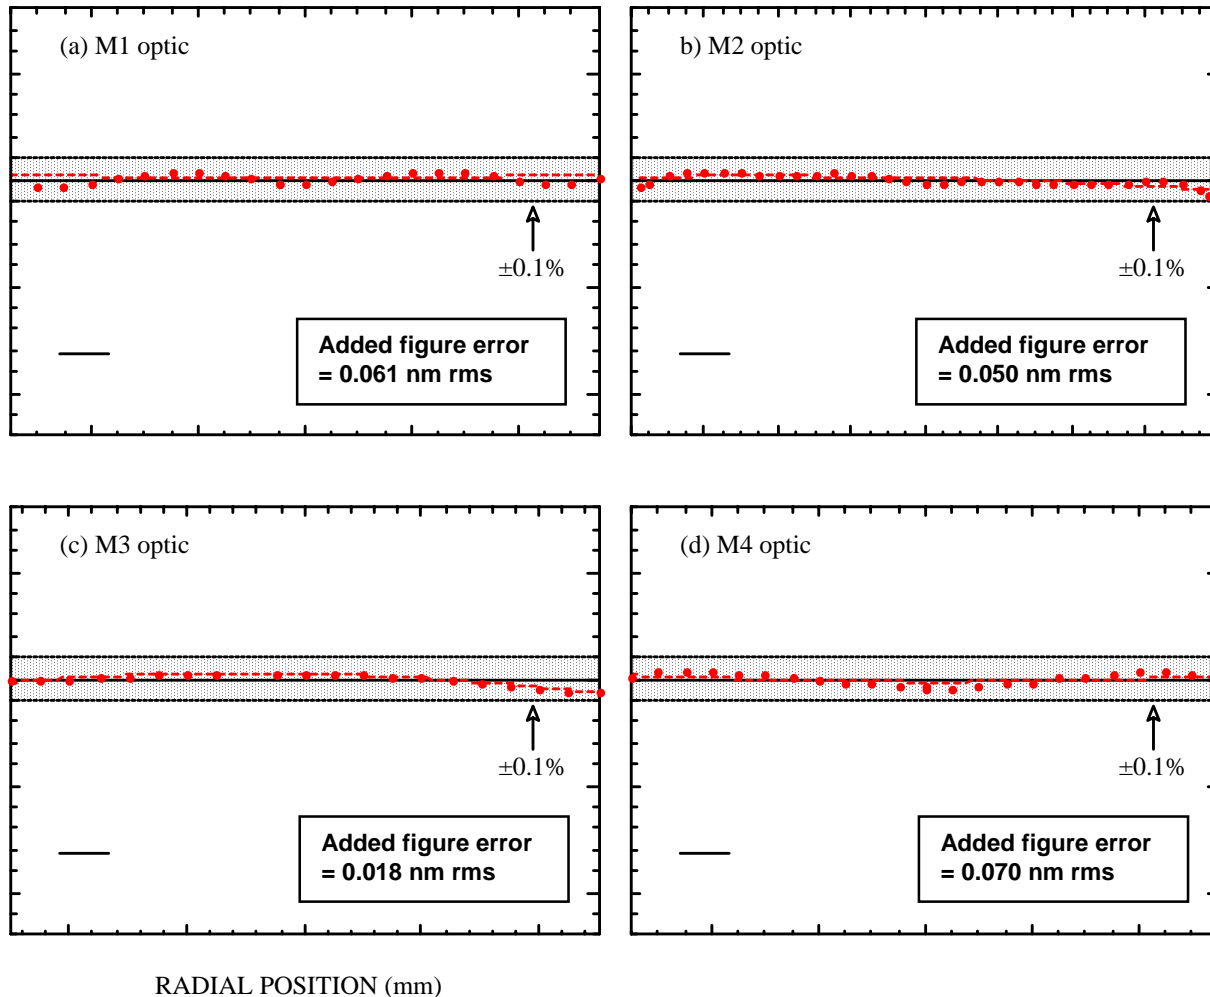 (a) M1 optic
±0.1%
Added figure error
= 0.061 nm rms
b) M2 optic
±0.1%
Added figure error
= 0.050 nm rms
(c) M3 optic
±0.1%
Added figure error
= 0.018 nm rms
(d) M4 optic
±0.1%
Added figure error
= 0.070 nm rms
RADIAL POSITION (mm)